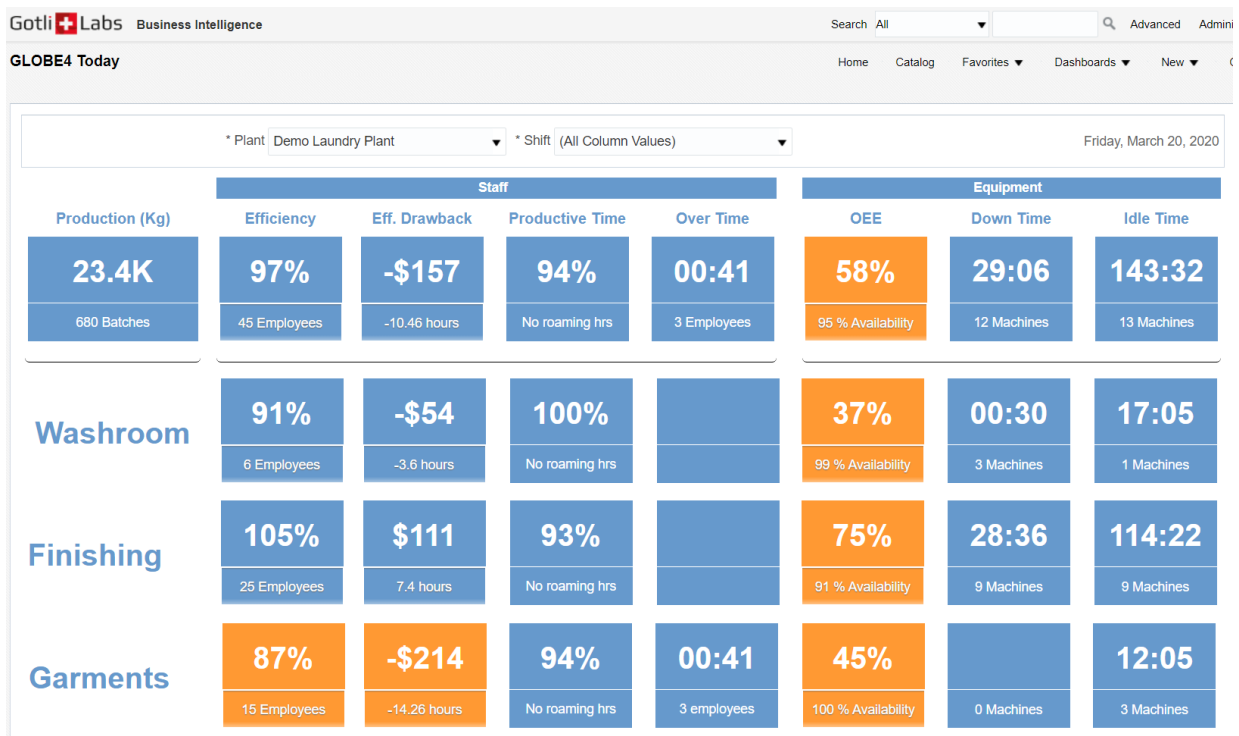 Gotli Labs Business Intelligence Search All Advanced Admini
GLOBE4 Today Home Catalog Favorites Dashboards New
* Plant Demo Laundry Plant * Shift (All Column Values) Friday, March 20, 2020
Staff Equipment
Production (Kg) Efficiency Eff. Drawback Productive Time Over Time OEE Down Time Idle Time
23.4K 97% -$157 94% 00:41 58% 29:06 143:32
680 Batches 45 Employees -10.46 hours No roaming hrs 3 Employees 95 % Availability 12 Machines 13 Machines
Washroom 91% -$54 100% 37% 00:30 17:05
6 Employees -3.6 hours No roaming hrs 99 % Availability 3 Machines 1 Machines
Finishing 105% $111 93% 75% 28:36 114:22
25 Employees 7.4 hours No roaming hrs 91 % Availability 9 Machines 9 Machines
Garments 87% -$214 94% 00:41 45% 12:05
15 Employees -14.26 hours No roaming hrs 3 employees 100 % Availability 0 Machines 3 Machines